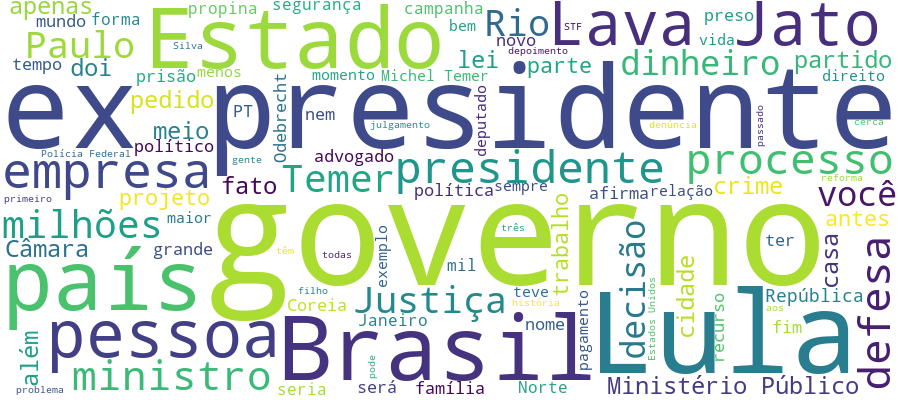 apenas
propina
segurança
campanha
mundo
forma
Estado
Silva
Rio
bem
novo
STF
Lava Jato
preso
depoimento
vida
Paulo
tempo
doi
prisão
menos
momento
Michel Temer
lei
parte
dinheiro
partido
direito
ex presidente
pedido
PT
Odebrecht
nem
deputado
meio
político
julgamento
denúncia
passado
cerca
Polícia Federal
gente
advogado
empresa
fato
Temer
presidente
processo
reforma
primeiro
projeto
política
sempre
afirma
relação
crime
você
milhões
maior
governo
antes
Câmara
grande
têm
todas
exemplo
três
mil
trabalho
decisão
ter
casa
defesa
país
filho
Coreia
Justiça
teve
história
Estados Unidos
cidade
República
aos
pessoa
Brasil
Janeiro
nome
pagamento
Lula
recurso
fim
além
ministro
problema
seria
pode
será
família
Norte
Ministério Público